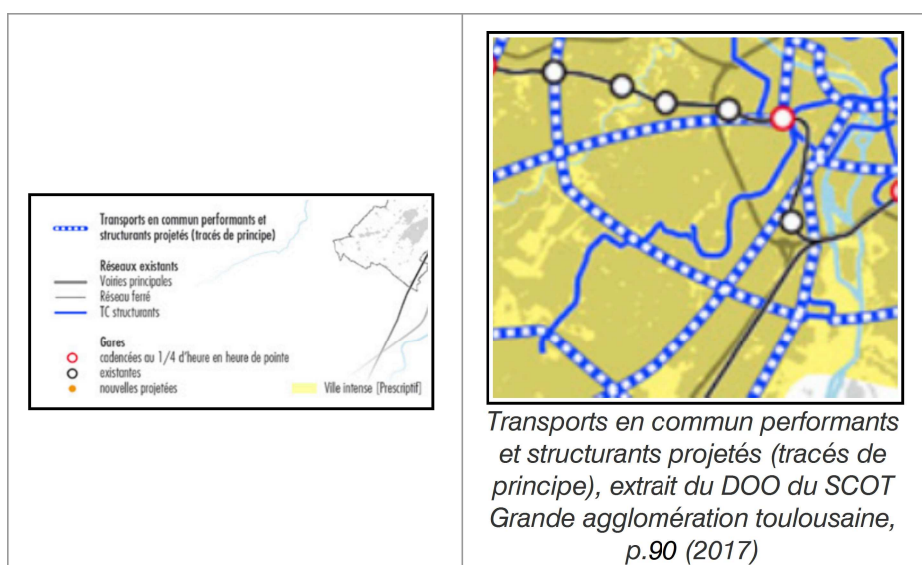 Transports en commun performants et
structurants projetés (tracés de principe)
Réseaux existants
Voiries principales
Réseau ferré
TC structurants
Gares
cadencées au 1/4 d'heure en heure de pointe
existantes
nouvelles projetées
Ville intense [Prescriptif]
Transports en commun performants
et structurants projetés (tracés de
principe), extrait du DOO du SCOT
Grande agglomération toulousaine,
p.90 (2017)